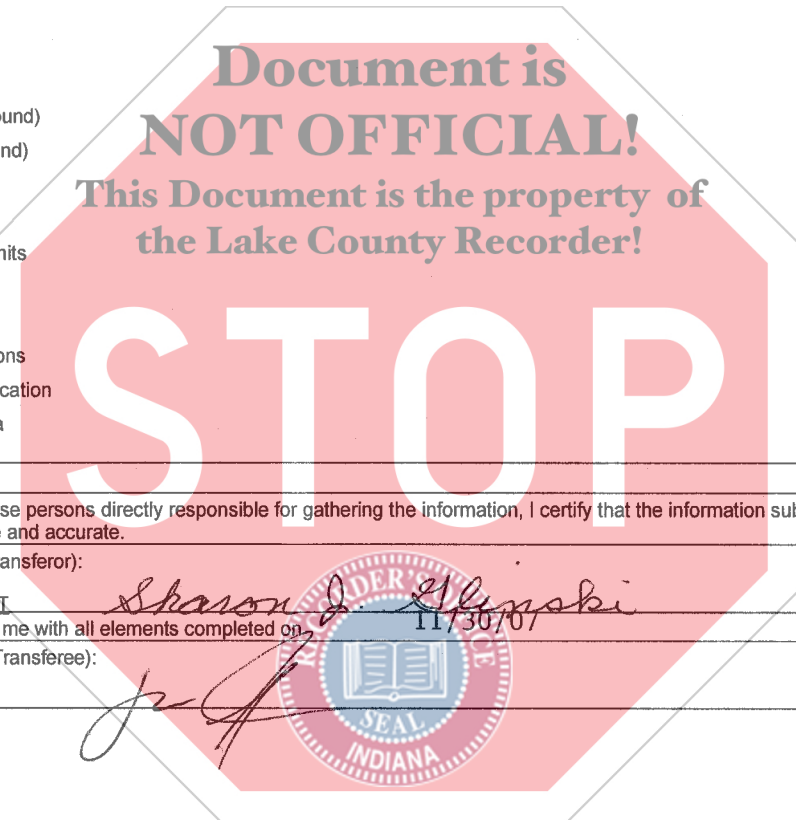 Document is
NOT OFFICIAL!
This Document is the property of
the Lake County Recorder!
ound)
nd)
nits
ons
cation
a
STOP
se persons directly responsible for gathering the information, I certify that the information sub
e and accurate.
ansferor):
Sharon J. Glinski
me with all elements completed on 11/30/07
Transferee):
SEAL
INDIANA